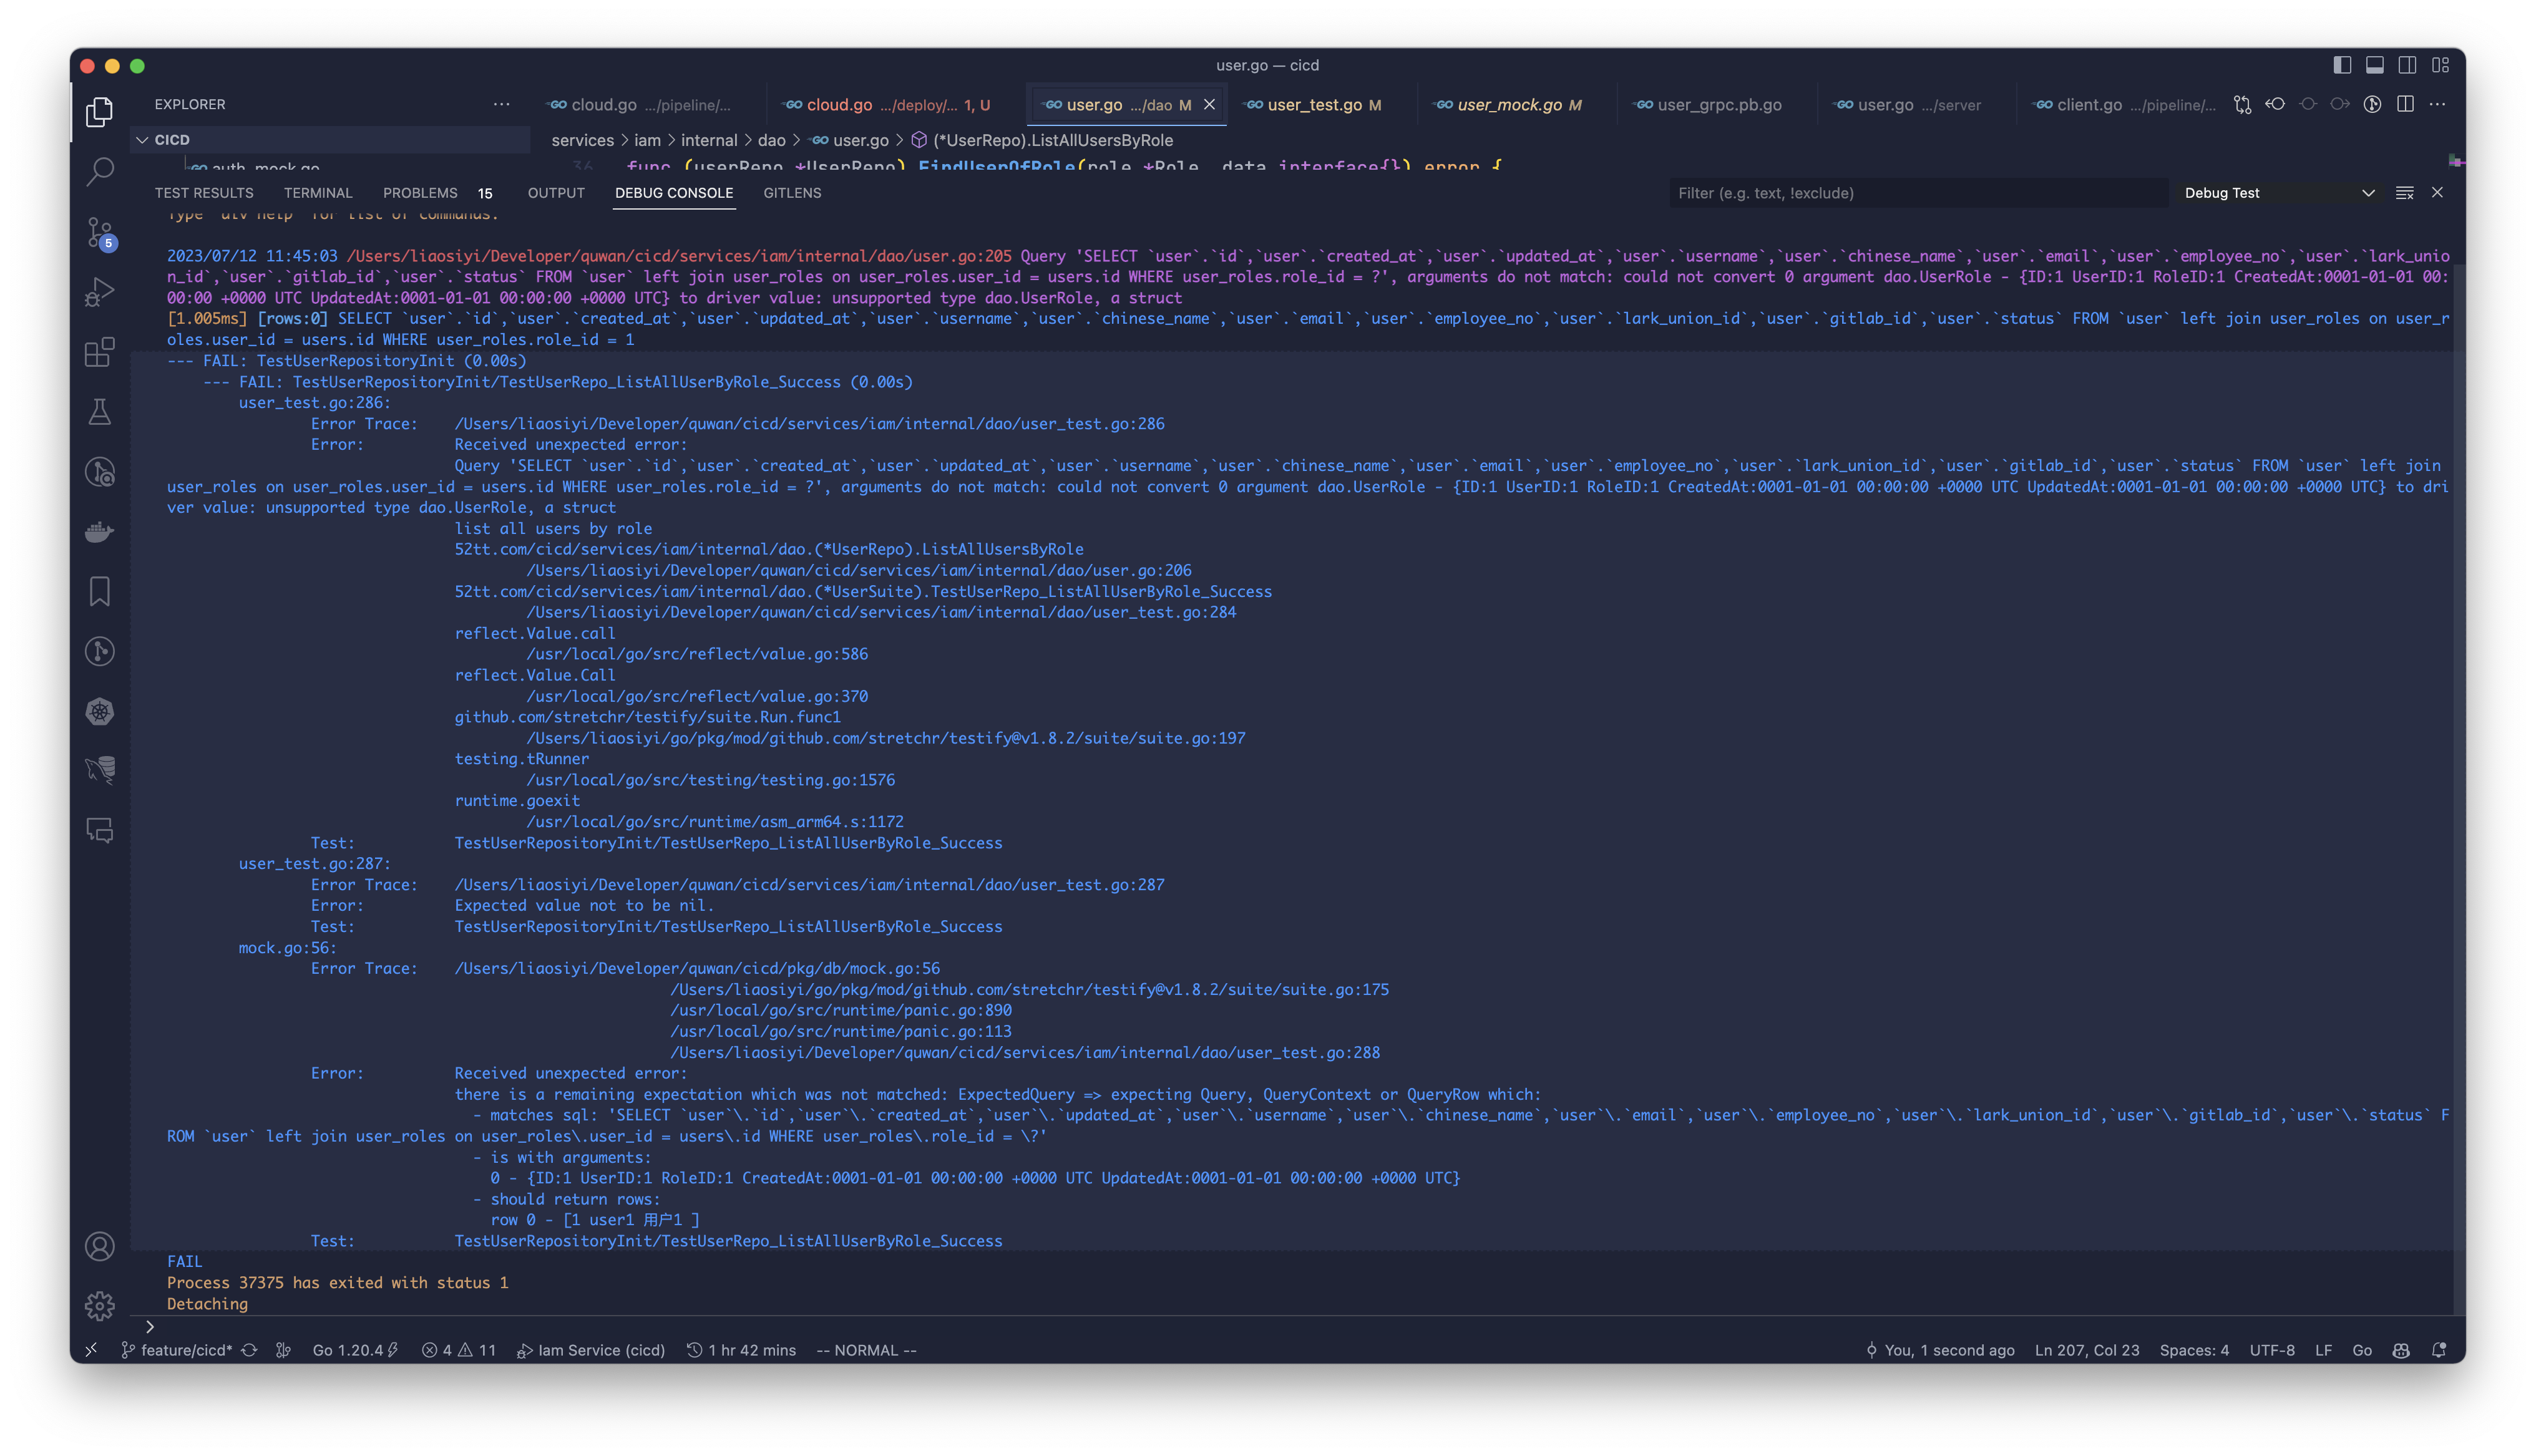 user.go — cicd
EXPLORER
cloud.go .../pipeline/...
cloud.go .../deploy/... 1, U
user.go .../dao M
user_test.go M
user_mock.go M
user_grpc.pb.go
user.go .../server
client.go .../pipeline/...
CICD
services > iam > internal > dao > user.go > (*UserRepo).ListAllUsersByRole
auth_mock.go
36 func (userRepo *UserRepo) FindUserOfRole(role *Role, data interface{}) error {
TEST RESULTS TERMINAL PROBLEMS 15 OUTPUT DEBUG CONSOLE GITLENS
Filter (e.g. text, !exclude)
Debug Test
Type 'dlv help' for list of commands.
2023/07/12 11:45:03 /Users/liaosiyi/Developer/quwan/cicd/services/iam/internal/dao/user.go:205 Query 'SELECT `user`.`id`,`user`.`created_at`,`user`.`updated_at`,`user`.`username`,`user`.`chinese_name`,`user`.`email`,`user`.`employee_no`,`user`.`lark_unio
n_id`,`user`.`gitlab_id`,`user`.`status` FROM `user` left join user_roles on user_roles.user_id = users.id WHERE user_roles.role_id = ?', arguments do not match: could not convert 0 argument dao.UserRole - {ID:1 UserID:1 RoleID:1 CreatedAt:0001-01-01 00:
00:00 +0000 UTC UpdatedAt:0001-01-01 00:00:00 +0000 UTC} to driver value: unsupported type dao.UserRole, a struct
[1.005ms] [rows:0] SELECT `user`.`id`,`user`.`created_at`,`user`.`updated_at`,`user`.`username`,`user`.`chinese_name`,`user`.`email`,`user`.`employee_no`,`user`.`lark_union_id`,`user`.`gitlab_id`,`user`.`status` FROM `user` left join user_roles on user_r
oles.user_id = users.id WHERE user_roles.role_id = 1
--- FAIL: TestUserRepositoryInit (0.00s)
--- FAIL: TestUserRepositoryInit/TestUserRepo_ListAllUserByRole_Success (0.00s)
user_test.go:286:
Error Trace: /Users/liaosiyi/Developer/quwan/cicd/services/iam/internal/dao/user_test.go:286
Error: Received unexpected error:
Query 'SELECT `user`.`id`,`user`.`created_at`,`user`.`updated_at`,`user`.`username`,`user`.`chinese_name`,`user`.`email`,`user`.`employee_no`,`user`.`lark_union_id`,`user`.`gitlab_id`,`user`.`status` FROM `user` left join
user_roles on user_roles.user_id = users.id WHERE user_roles.role_id = ?', arguments do not match: could not convert 0 argument dao.UserRole - {ID:1 UserID:1 RoleID:1 CreatedAt:0001-01-01 00:00:00 +0000 UTC UpdatedAt:0001-01-01 00:00:00 +0000 UTC} to dri
ver value: unsupported type dao.UserRole, a struct
list all users by role
52tt.com/cicd/services/iam/internal/dao.(*UserRepo).ListAllUsersByRole
/Users/liaosiyi/Developer/quwan/cicd/services/iam/internal/dao/user.go:206
52tt.com/cicd/services/iam/internal/dao.(*UserSuite).TestUserRepo_ListAllUserByRole_Success
/Users/liaosiyi/Developer/quwan/cicd/services/iam/internal/dao/user_test.go:284
reflect.Value.call
/usr/local/go/src/reflect/value.go:586
reflect.Value.Call
/usr/local/go/src/reflect/value.go:370
github.com/stretchr/testify/suite.Run.func1
/Users/liaosiyi/go/pkg/mod/github.com/stretchr/testify@v1.8.2/suite/suite.go:197
testing.tRunner
/usr/local/go/src/testing/testing.go:1576
runtime.goexit
/usr/local/go/src/runtime/asm_arm64.s:1172
Test: TestUserRepositoryInit/TestUserRepo_ListAllUserByRole_Success
user_test.go:287:
Error Trace: /Users/liaosiyi/Developer/quwan/cicd/services/iam/internal/dao/user_test.go:287
Error: Expected value not to be nil.
Test: TestUserRepositoryInit/TestUserRepo_ListAllUserByRole_Success
mock.go:56:
Error Trace: /Users/liaosiyi/Developer/quwan/cicd/pkg/db/mock.go:56
/Users/liaosiyi/go/pkg/mod/github.com/stretchr/testify@v1.8.2/suite/suite.go:175
/usr/local/go/src/runtime/panic.go:890
/usr/local/go/src/runtime/panic.go:113
/Users/liaosiyi/Developer/quwan/cicd/services/iam/internal/dao/user_test.go:288
Error: Received unexpected error:
there is a remaining expectation which was not matched: ExpectedQuery => expecting Query, QueryContext or QueryRow which:
- matches sql: 'SELECT `user`\.`id`,`user`\.`created_at`,`user`\.`updated_at`,`user`\.`username`,`user`\.`chinese_name`,`user`\.`email`,`user`\.`employee_no`,`user`\.`lark_union_id`,`user`\.`gitlab_id`,`user`\.`status` F
ROM `user` left join user_roles on user_roles\.user_id = users\.id WHERE user_roles\.role_id = \?'
- is with arguments:
0 - {ID:1 UserID:1 RoleID:1 CreatedAt:0001-01-01 00:00:00 +0000 UTC UpdatedAt:0001-01-01 00:00:00 +0000 UTC}
- should return rows:
row 0 - [1 user1 用户1 ]
Test: TestUserRepositoryInit/TestUserRepo_ListAllUserByRole_Success
FAIL
Process 37375 has exited with status 1
Detaching
5
feature/cicd* Go 1.20.4 4 11 Iam Service (cicd) 1 hr 42 mins -- NORMAL -- You, 1 second ago Ln 207, Col 23 Spaces: 4 UTF-8 LF Go